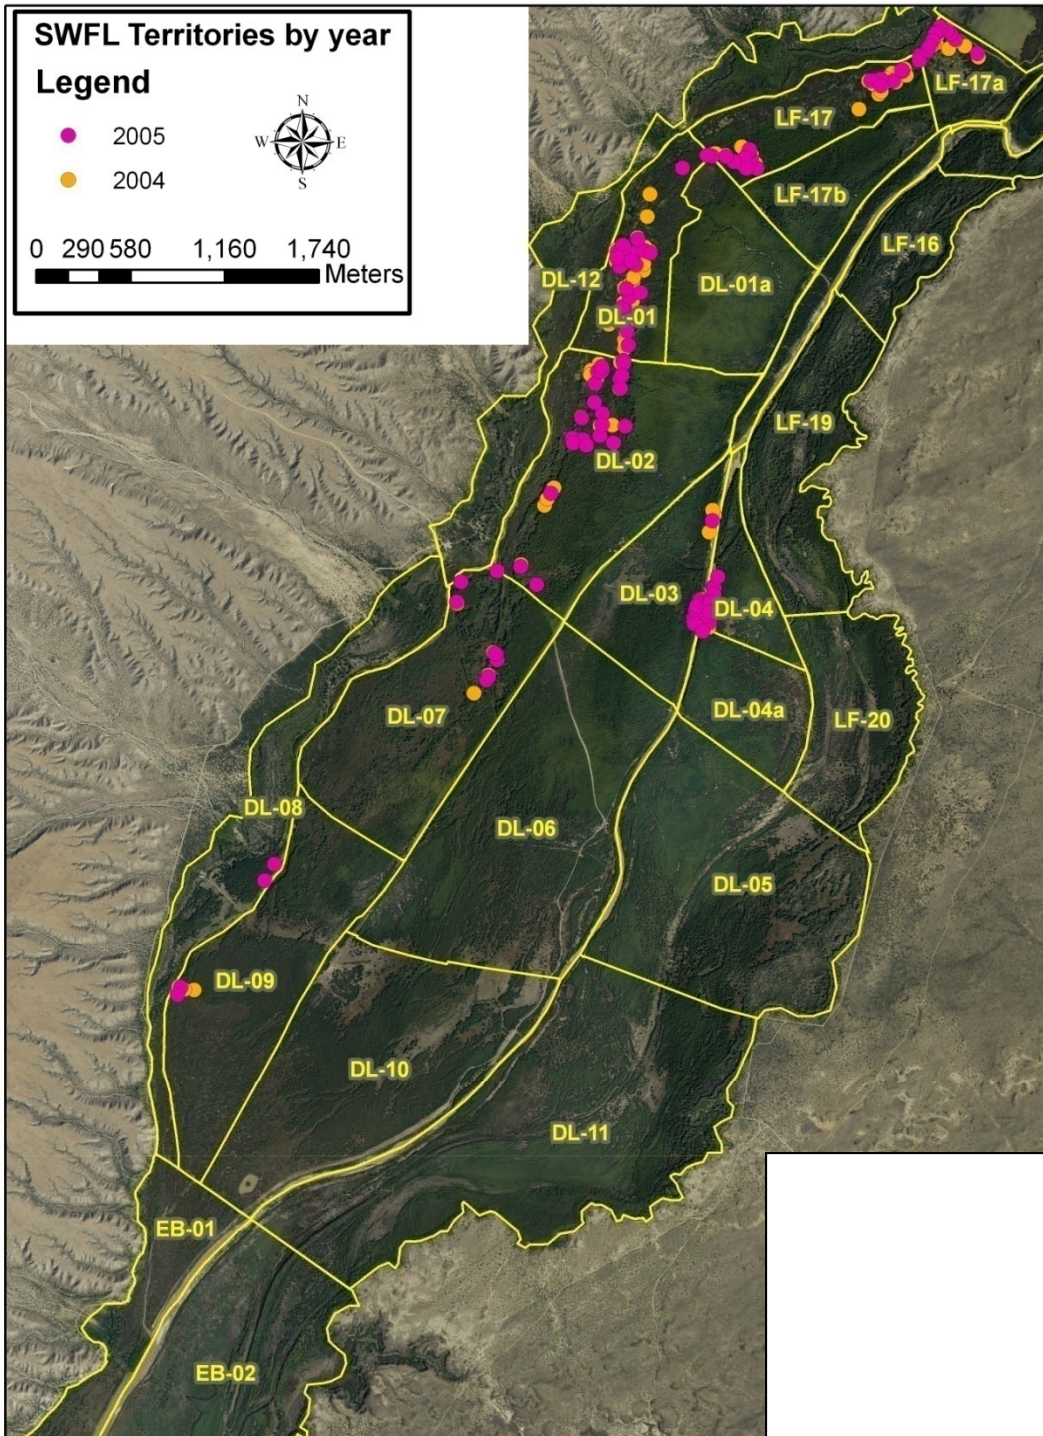 SWFL Territories by year
Legend
2005
2004
N
W E
S
0 290 580 1,160 1,740
Meters
LF-17a
LF-17
LF-17b
LF-16
DL-12
DL-01a
DL-01
LF-19
DL-02
DL-03
DL-04
DL-04a
DL-07
LF-20
DL-08
DL-06
DL-05
DL-09
DL-10
DL-11
EB-01
EB-02